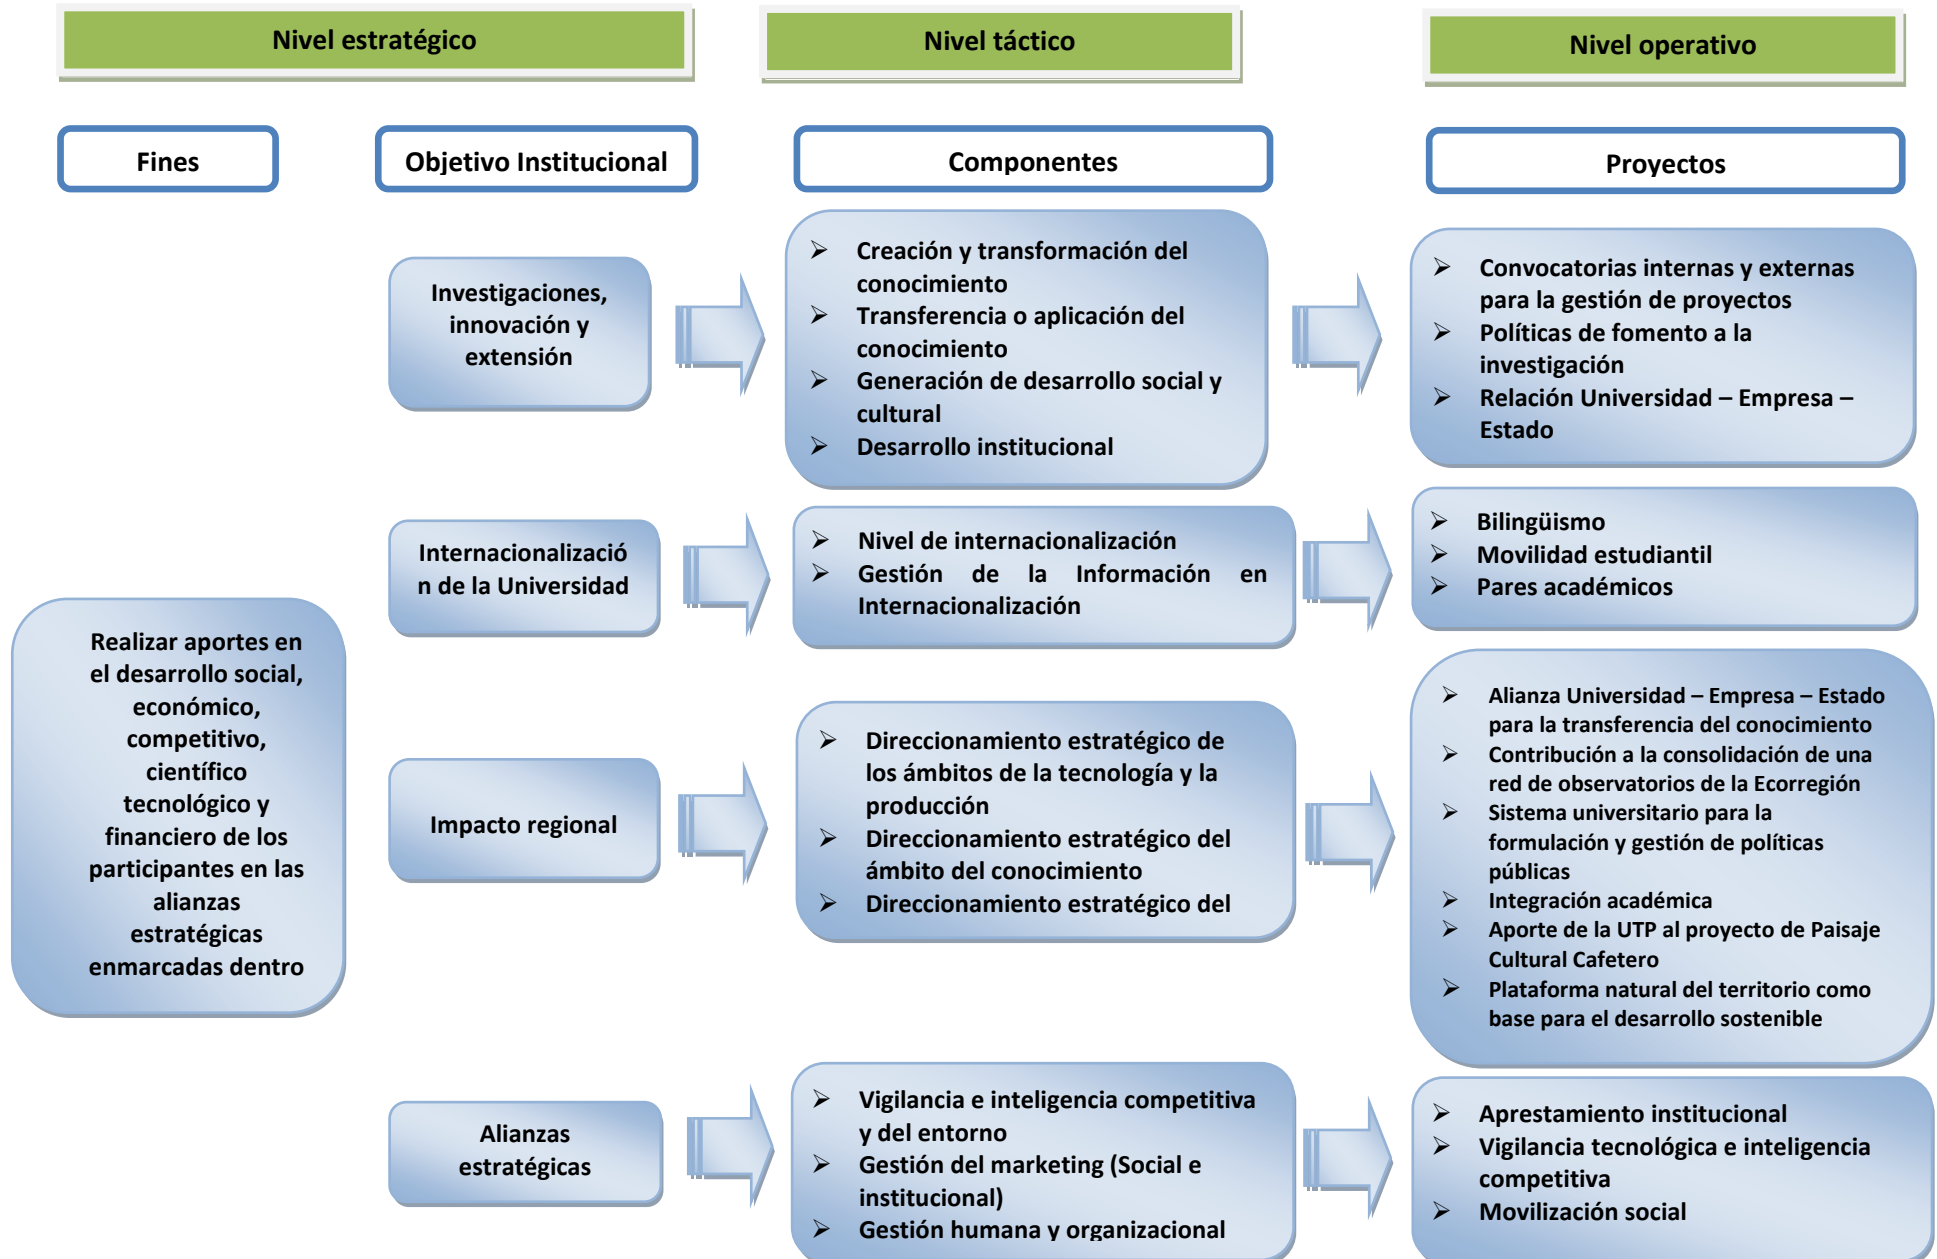 Nivel estratégico
Nivel táctico
Nivel operativo
Fines
Objetivo Institucional
Componentes
Proyectos
Realizar aportes en
el desarrollo social,
económico,
competitivo,
científico
tecnológico y
financiero de los
participantes en las
alianzas
estratégicas
enmarcadas dentro
Investigaciones,
innovación y
extensión
➢ Creación y transformación del
conocimiento
➢ Transferencia o aplicación del
conocimiento
➢ Generación de desarrollo social y
cultural
➢ Desarrollo institucional
➢ Convocatorias internas y externas
para la gestión de proyectos
➢ Políticas de fomento a la
investigación
➢ Relación Universidad – Empresa –
Estado
Internacionalizació
n de la Universidad
➢ Nivel de internacionalización
➢ Gestión de la Información en
Internacionalización
➢ Bilingüismo
➢ Movilidad estudiantil
➢ Pares académicos
Impacto regional
➢ Direccionamiento estratégico de
los ámbitos de la tecnología y la
producción
➢ Direccionamiento estratégico del
ámbito del conocimiento
➢ Direccionamiento estratégico del
➢ Alianza Universidad – Empresa – Estado
para la transferencia del conocimiento
➢ Contribución a la consolidación de una
red de observatorios de la Ecorregión
➢ Sistema universitario para la
formulación y gestión de políticas
públicas
➢ Integración académica
➢ Aporte de la UTP al proyecto de Paisaje
Cultural Cafetero
➢ Plataforma natural del territorio como
base para el desarrollo sostenible
Alianzas
estratégicas
➢ Vigilancia e inteligencia competitiva
y del entorno
➢ Gestión del marketing (Social e
institucional)
➢ Gestión humana y organizacional
➢ Aprestamiento institucional
➢ Vigilancia tecnológica e inteligencia
competitiva
➢ Movilización social